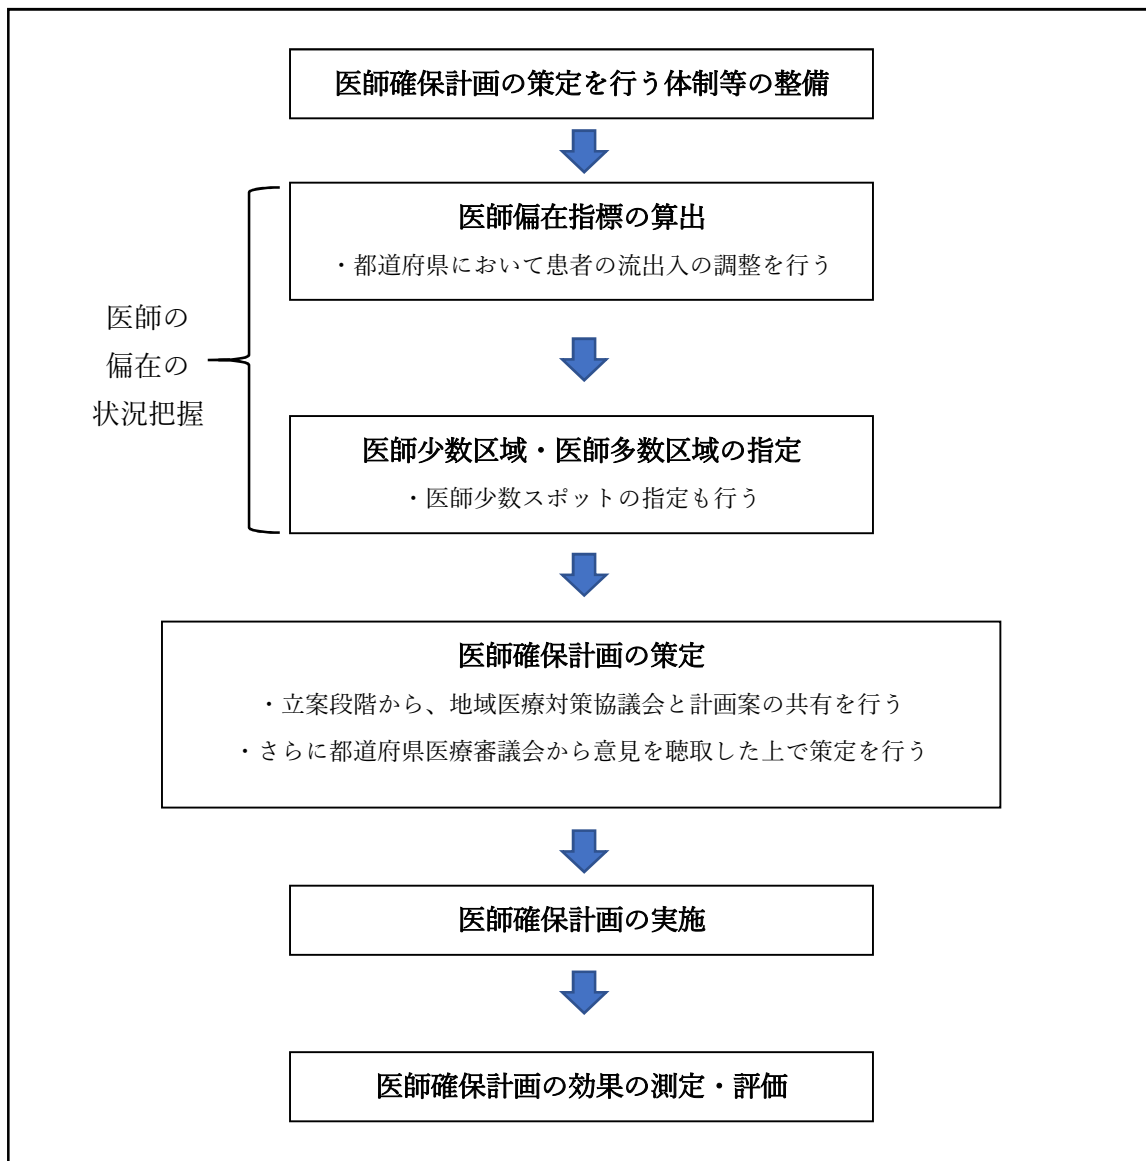 医師確保計画の策定を行う体制等の整備
医師偏在指標の算出
・都道府県において患者の流出入の調整を行う
医師の
偏在の
状況把握
医師少数区域・医師多数区域の指定
・医師少数スポットの指定も行う
医師確保計画の策定
・立案段階から、地域医療対策協議会と計画案の共有を行う
・さらに都道府県医療審議会から意見を聴取した上で策定を行う
医師確保計画の実施
医師確保計画の効果の測定・評価